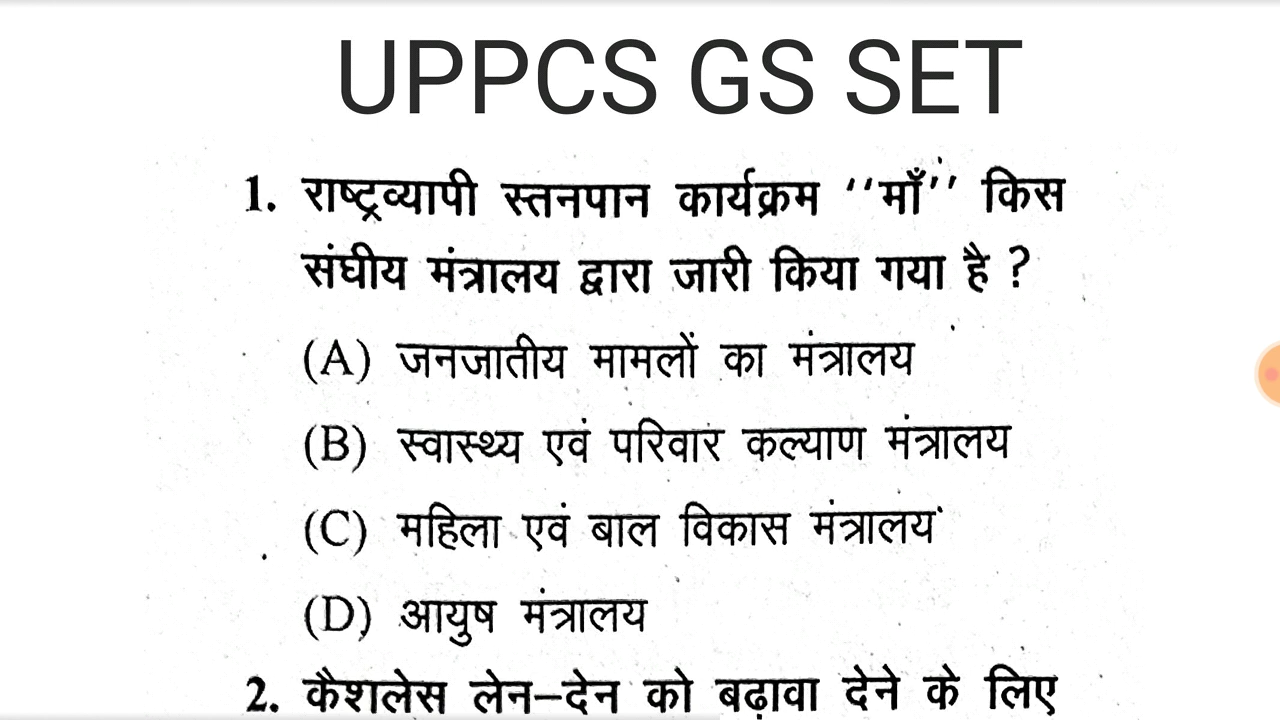 UPPCS GS SET
1. राष्ट्रव्यापी स्तनपान कार्यक्रम ''माँ'' किस
संघीय मंत्रालय द्वारा जारी किया गया है ?
(A) जनजातीय मामलों का मंत्रालय
(B) स्वास्थ्य एवं परिवार कल्याण मंत्रालय
(C) महिला एवं बाल विकास मंत्रालय
(D) आयुष मंत्रालय
2. कैशलेस लेन–देन को बढ़ावा देने के लिए